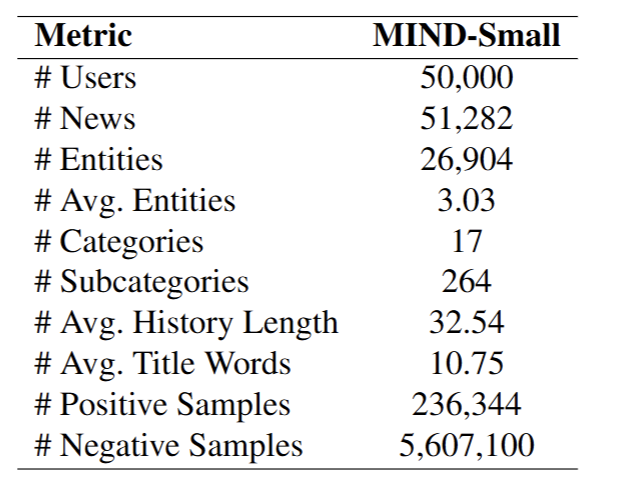 Metric MIND-Small
# Users 50,000
# News 51,282
# Entities 26,904
# Avg. Entities 3.03
# Categories 17
# Subcategories 264
# Avg. History Length 32.54
# Avg. Title Words 10.75
# Positive Samples 236,344
# Negative Samples 5,607,100